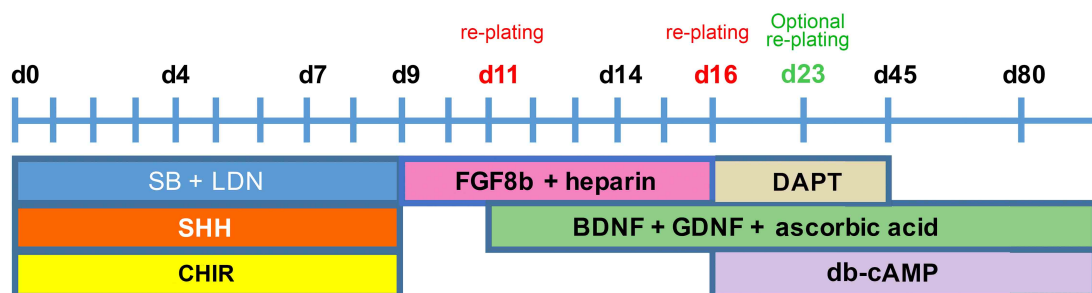 re-plating
re-plating
Optional
re-plating
d0 d4 d7 d9 d11 d14 d16 d23 d45 d80
SB + LDN
FGF8b + heparin
DAPT
SHH
BDNF + GDNF + ascorbic acid
CHIR
db-cAMP